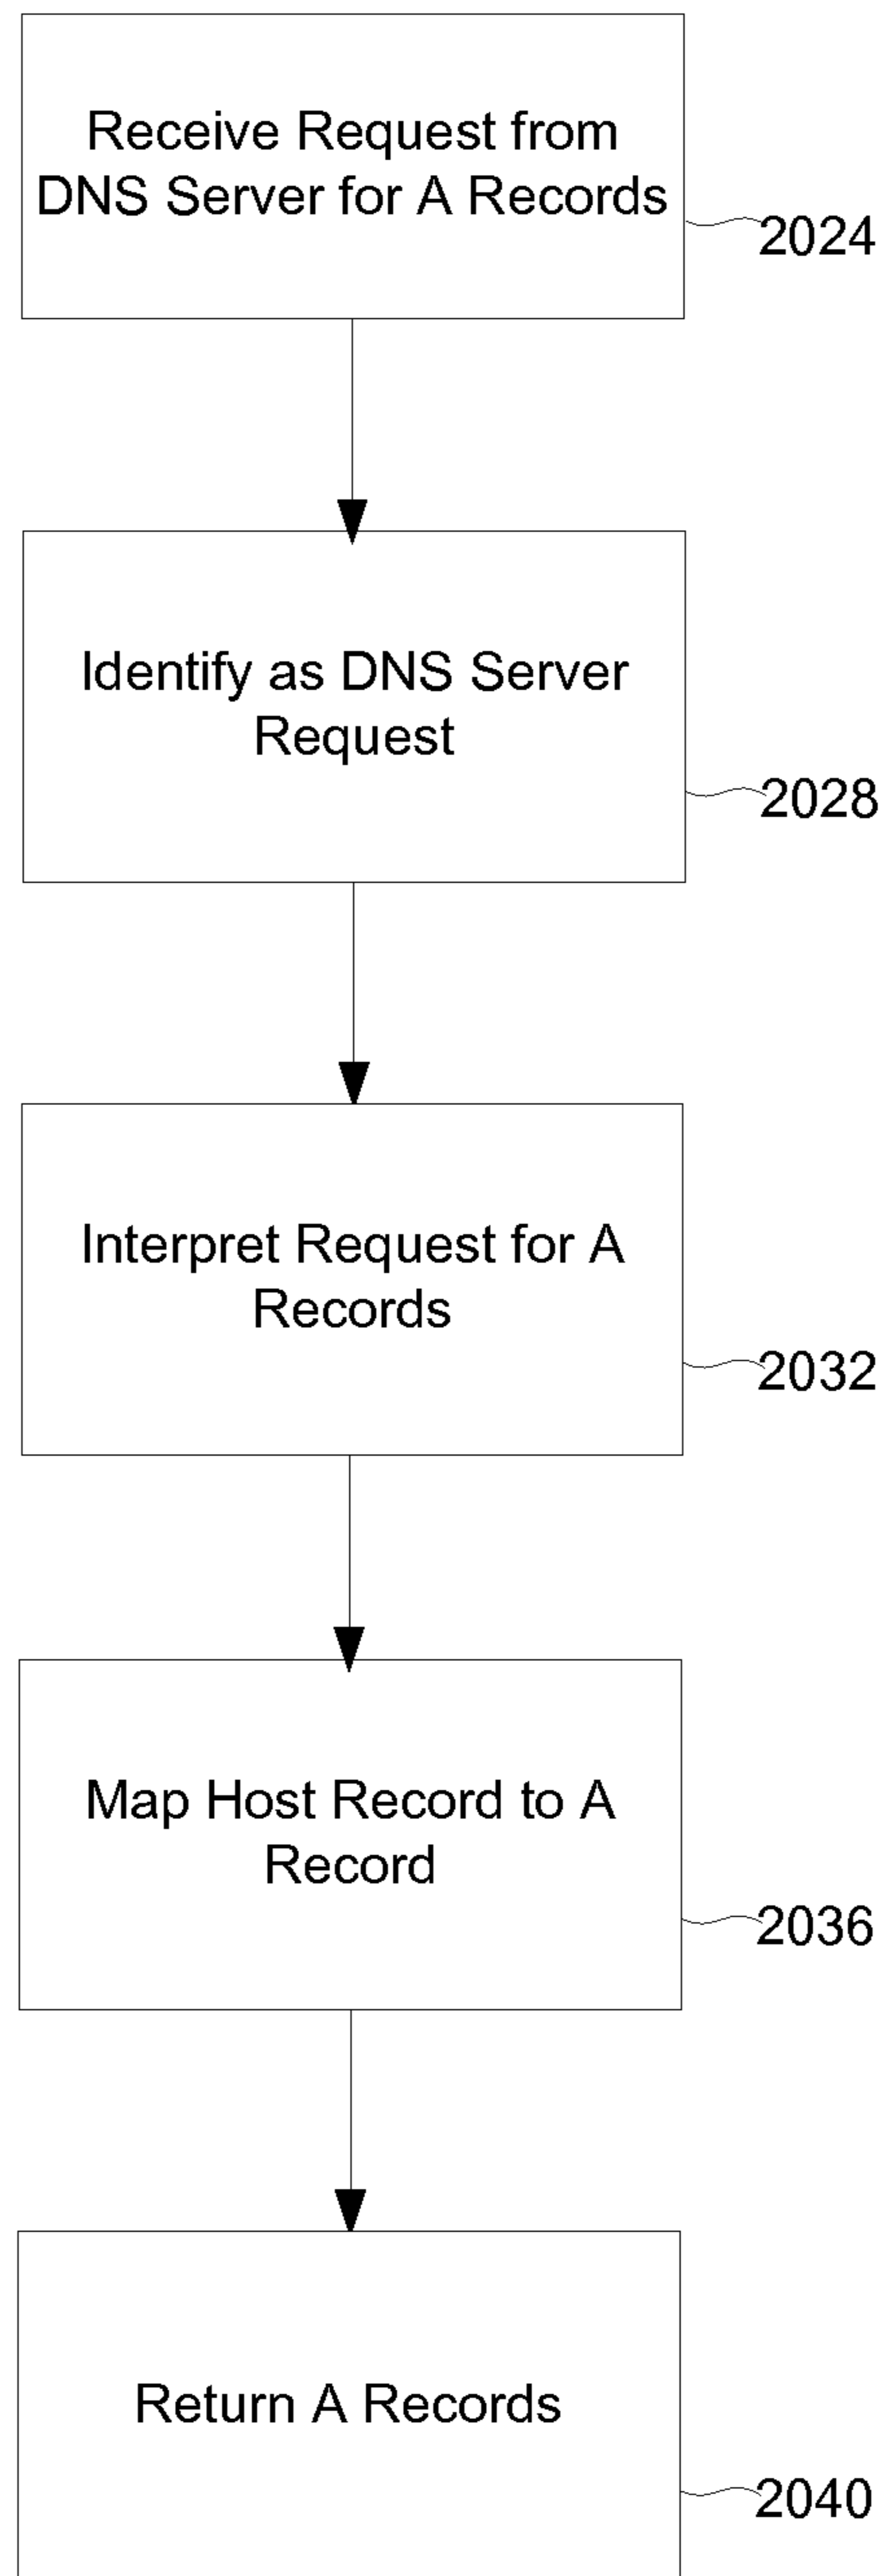 Receive Request from
DNS Server for A Records
2024
Identify as DNS Server
Request
2028
Interpret Request for A
Records
2032
Map Host Record to A
Record
2036
Return A Records
2040